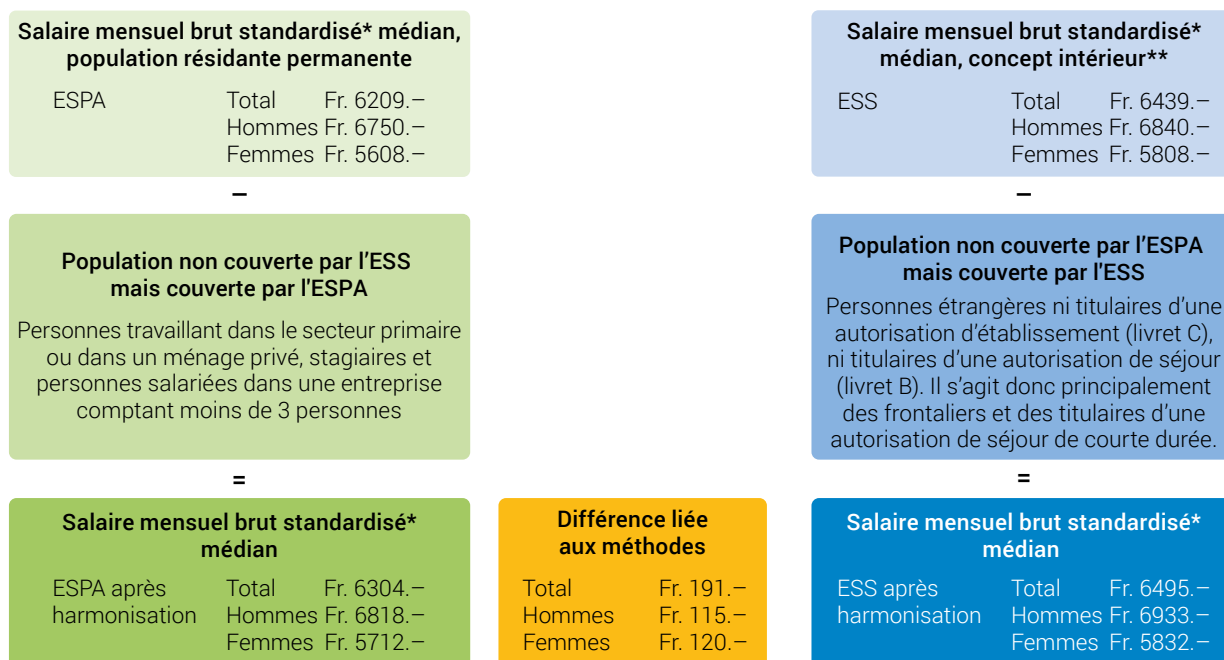 Salaire mensuel brut standardisé* médian,
population résidante permanente
ESPA Total Fr. 6209.–
Hommes Fr. 6750.–
Femmes Fr. 5608.–
–
Population non couverte par l’ESS
mais couverte par l'ESPA
Personnes travaillant dans le secteur primaire
ou dans un ménage privé, stagiaires et
personnes salariées dans une entreprise
comptant moins de 3 personnes
=
Salaire mensuel brut standardisé*
médian
ESPA après Total Fr. 6304.–
harmonisation Hommes Fr. 6818.–
Femmes Fr. 5712.–
Différence liée
aux méthodes
Total Fr. 191.–
Hommes Fr. 115.–
Femmes Fr. 120.–
Salaire mensuel brut standardisé*
médian, concept intérieur**
ESS Total Fr. 6439.–
Hommes Fr. 6840.–
Femmes Fr. 5808.–
–
Population non couverte par l’ESPA
mais couverte par l'ESS
Personnes étrangères ni titulaires d’une
autorisation d’établissement (livret C),
ni titulaires d’une autorisation de séjour
(livret B). Il s’agit donc principalement
des frontaliers et des titulaires d’une
autorisation de séjour de courte durée.
=
Salaire mensuel brut standardisé*
médian
ESS après Total Fr. 6495.–
harmonisation Hommes Fr. 6933.–
Femmes Fr. 5832.–